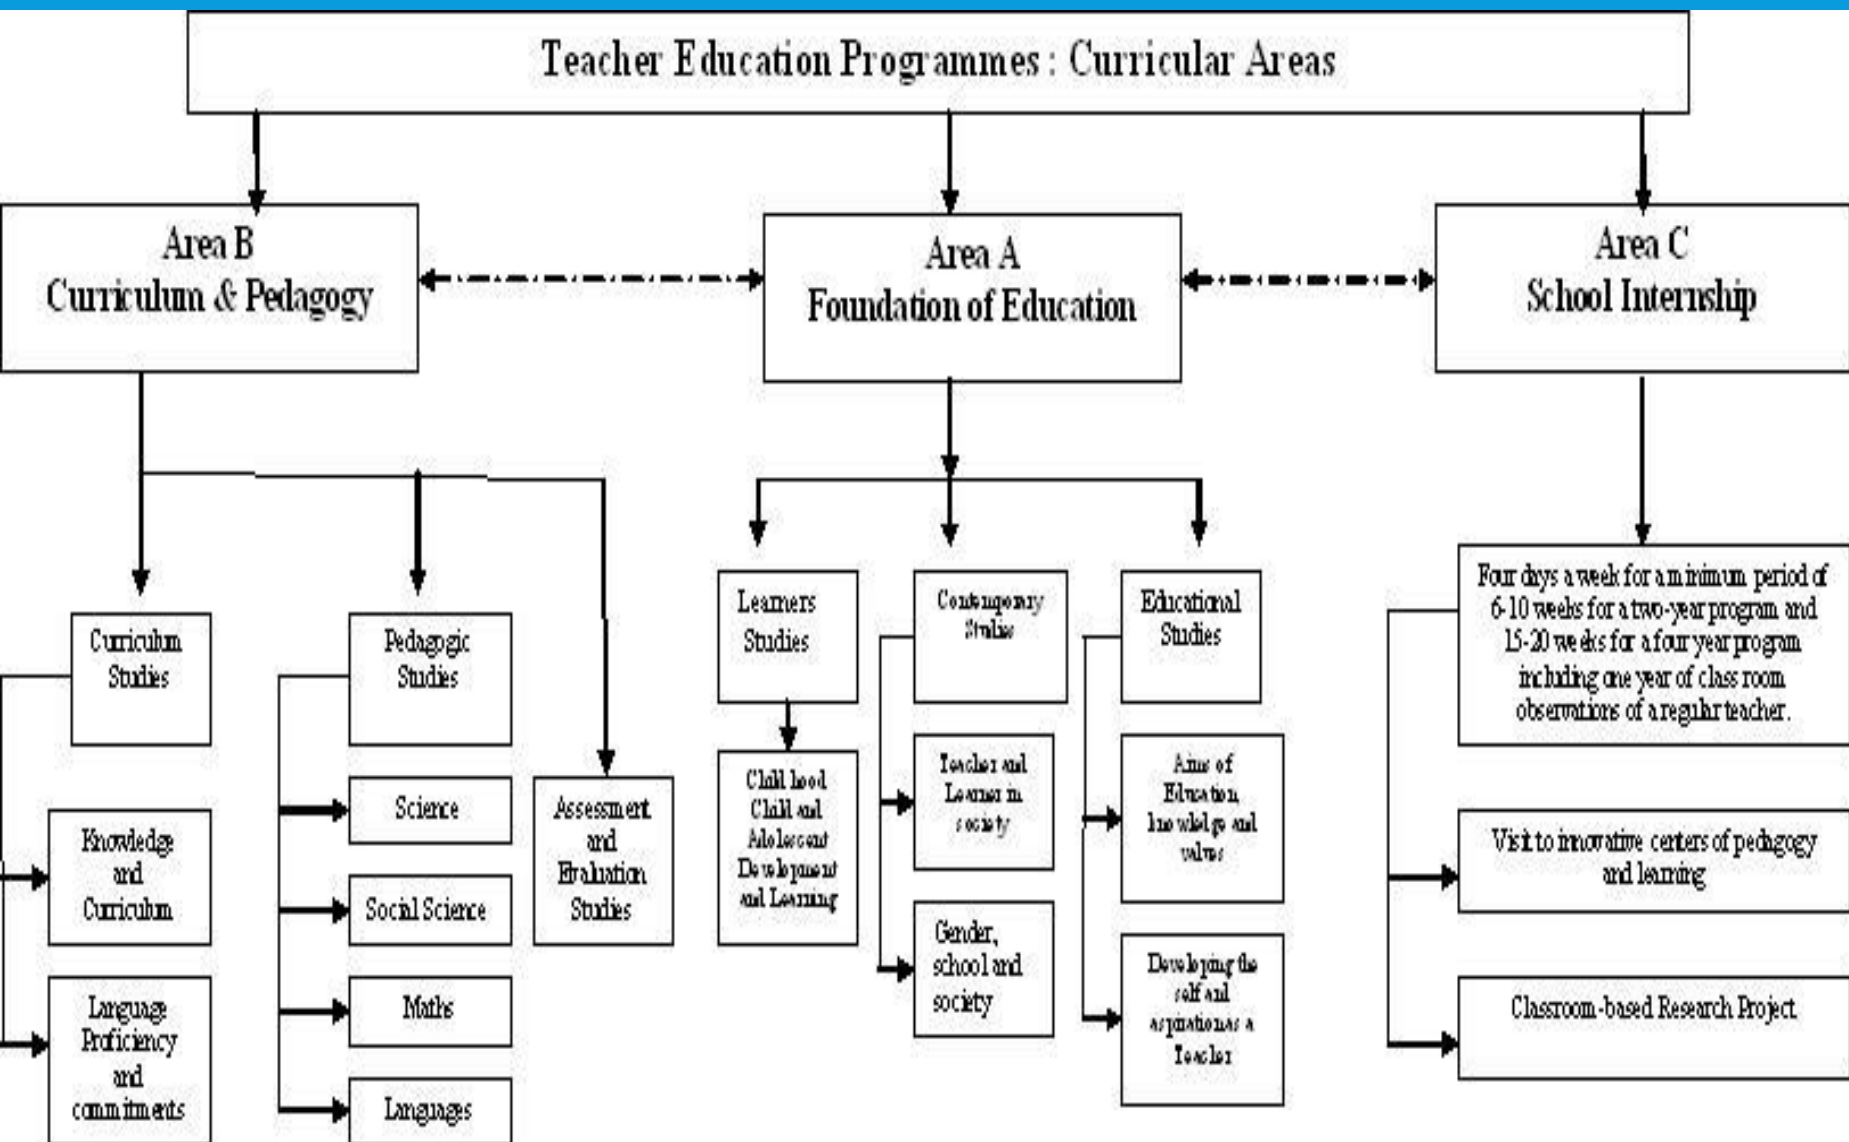 Teacher Education Programmes : Curricular Areas
Area B
Curriculum & Pedagogy
Area A
Foundation of Education
Area C
School Internship
Curriculum
Studies
Knowledge
and
Curriculum
Language
Proficiency
and
commitments
Pedagogic
Studies
Science
Social Science
Maths
Languages
Assessment
and
Evaluation
Studies
Learners
Studies
Child hood
Child and
Adolescent
Development
and Learning
Contemporary
Studies
Teacher and
Learner in
society
Gender,
school and
society
Educational
Studies
Aims of
Education,
knowledge and
values
Developing the
self and
aspiration as a
Teacher
Four days a week for a minimum period of
6-10 weeks for a two-year program and
15-20 weeks for a four year program
including one year of class room
observations of a regular teacher.
Visit to innovative centers of pedagogy
and learning
Classroom-based Research Project